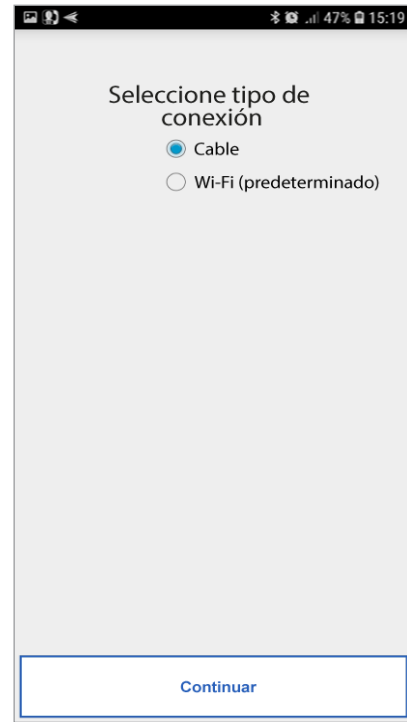 47% 15:19
Seleccione tipo de
conexión
Cable
Wi-Fi (predeterminado)
Continuar